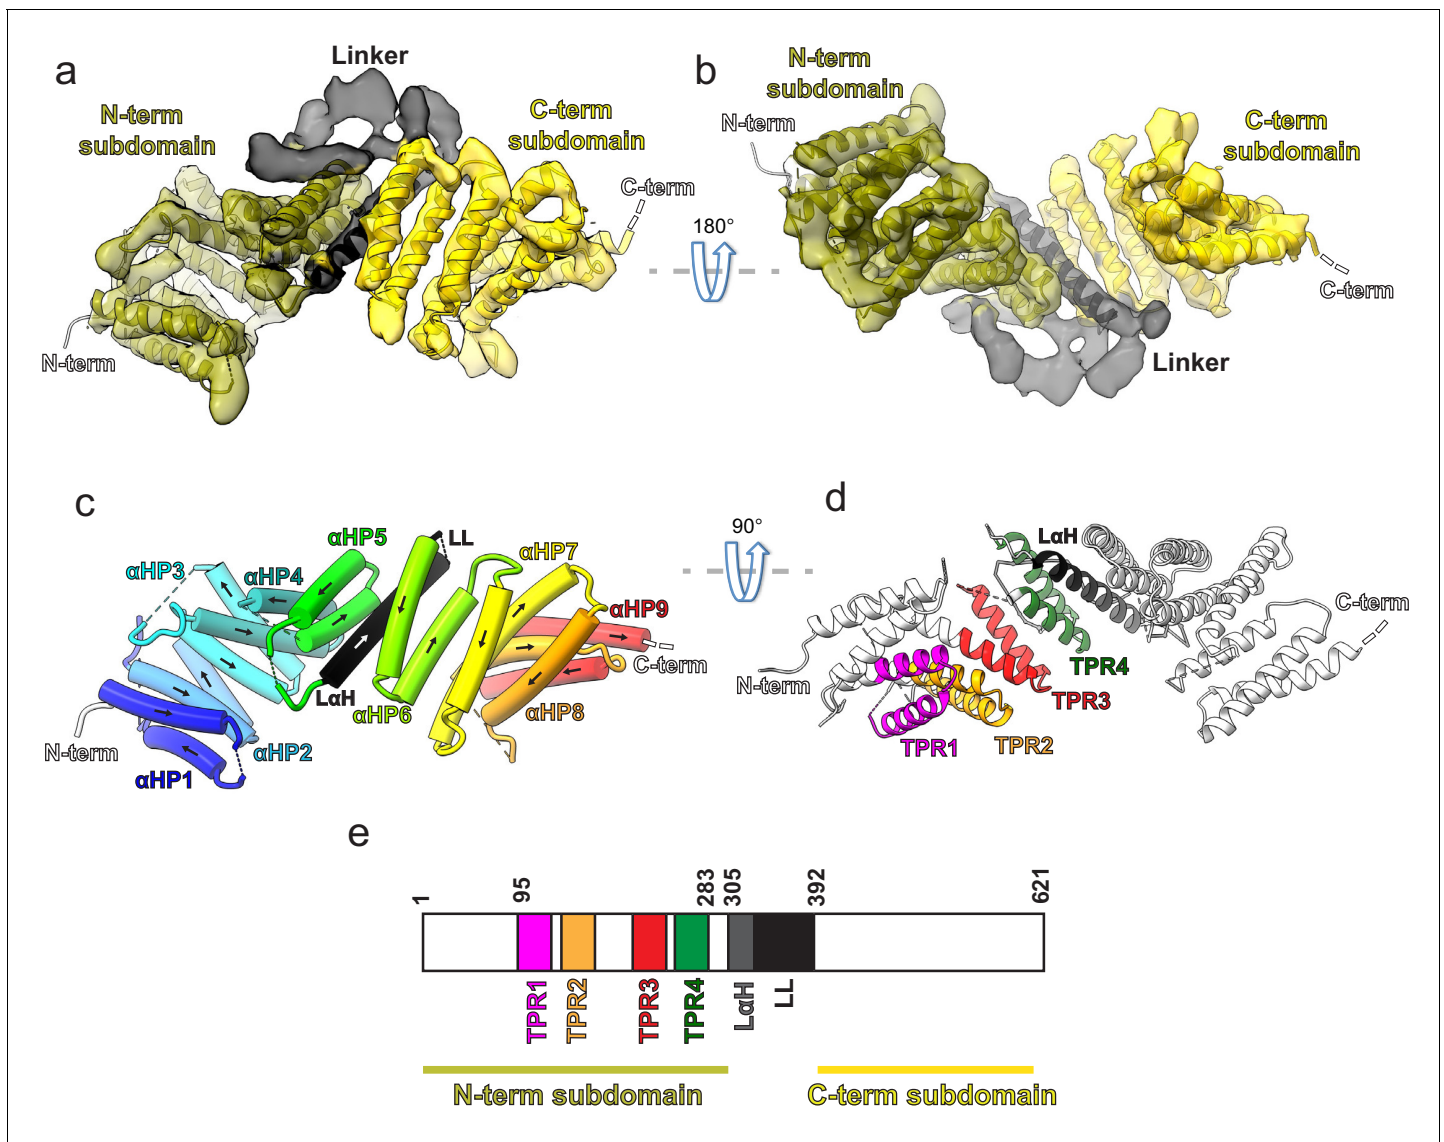 a
Linker
N-term
subdomain
C-term
subdomain
C-term
N-term
180°
b
N-term
subdomain
N-term
C-term
subdomain
C-term
Linker
c
αHP5
LL
αHP7
αHP3
αHP4
αHP9
C-term
LαH
αHP6
αHP8
N-term
αHP2
αHP1
90°
d
LαH
C-term
N-term
TPR4
TPR3
TPR1
TPR2
e
1
95
283
305
392
621
TPR1
TPR2
TPR3
TPR4
LαH
LL
N-term subdomain
C-term subdomain